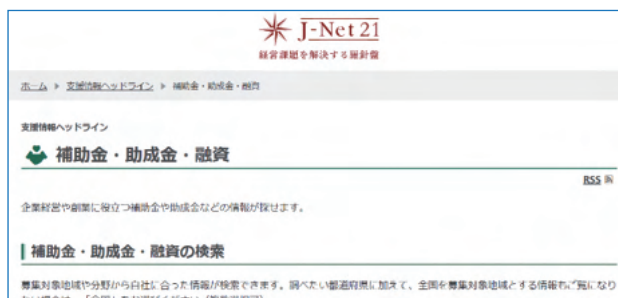 J-Net 21
経営課題を解決する羅針盤
ホーム ▶ 支援情報ヘッドライン ▶ 補助金・助成金・融資
支援情報ヘッドライン
補助金・助成金・融資
RSS
企業経営や創業に役立つ補助金や助成金などの情報が探せます。
補助金・助成金・融資の検索
募集対象地域や分野から自社に合った情報が検索できます。調べたい都道府県に加えて、全国を募集対象地域とする情報もご覧になり